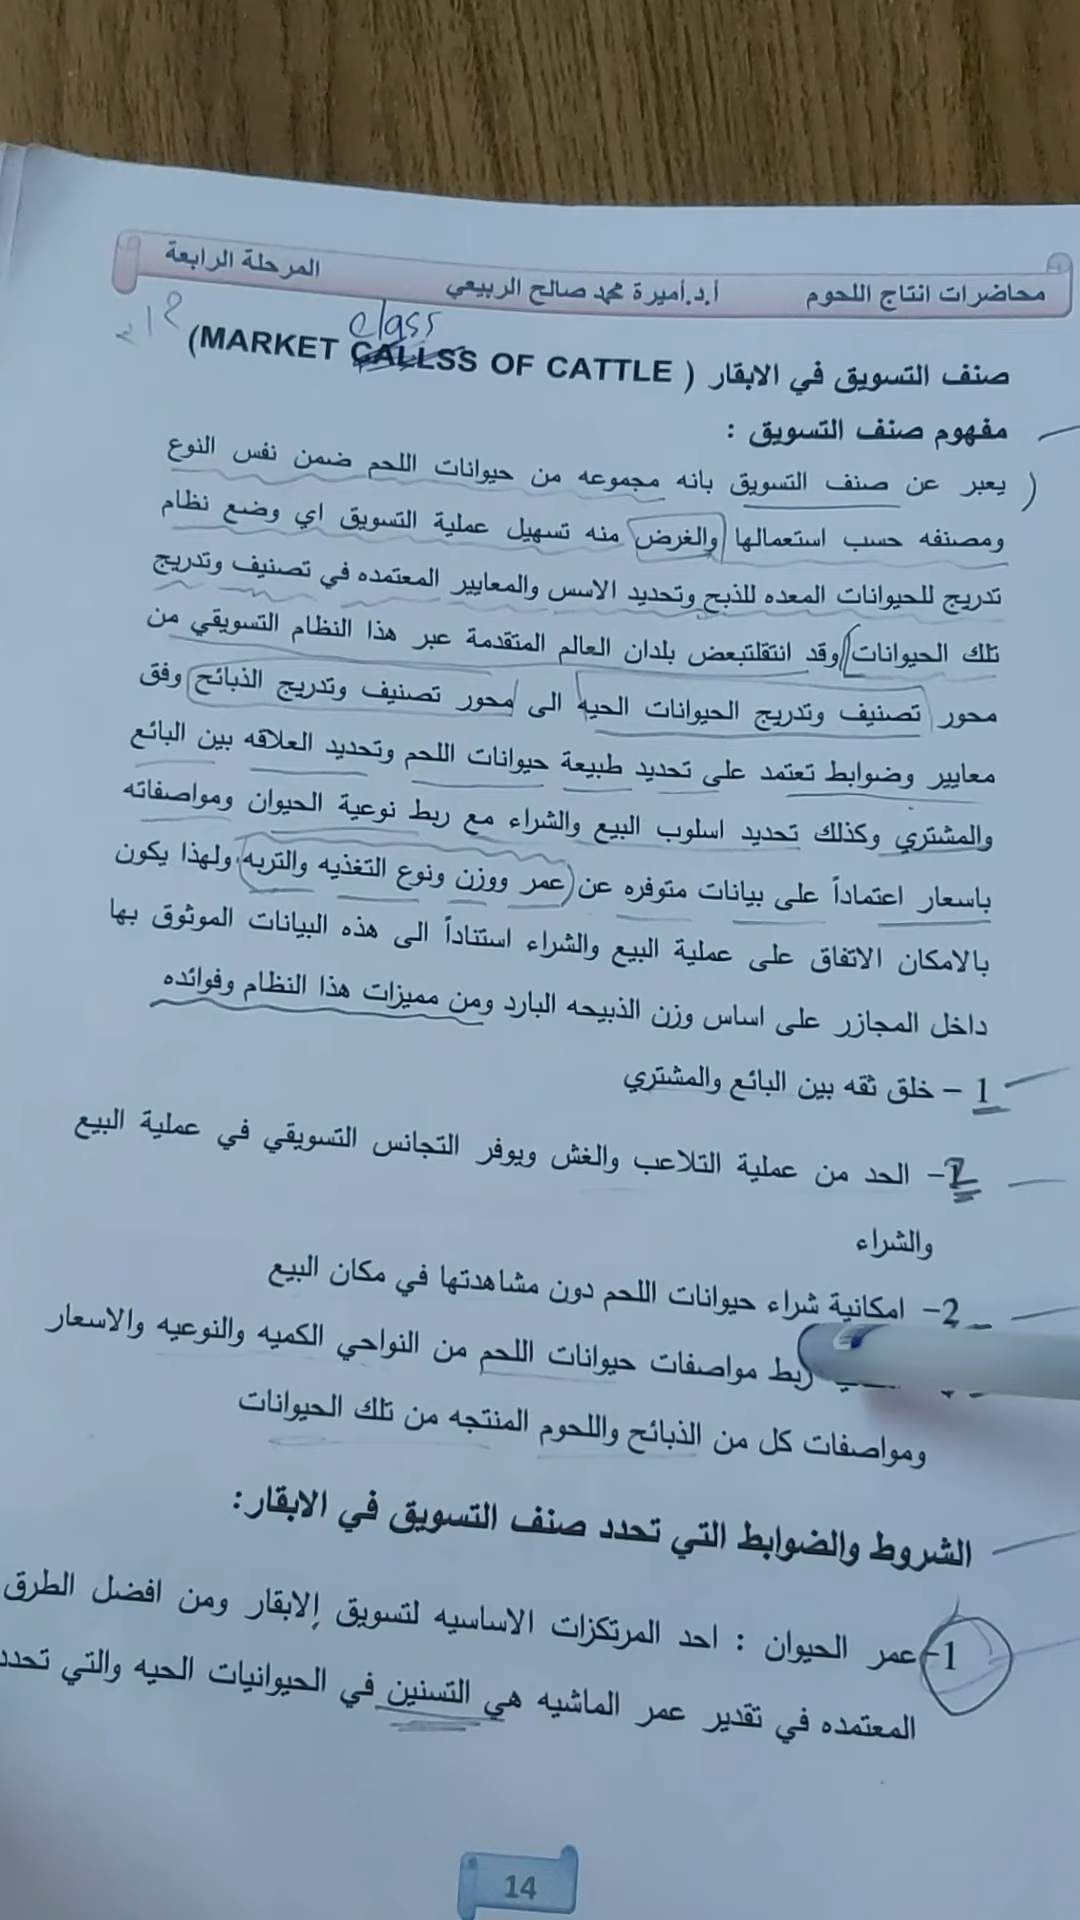 محاضرات انتاج اللحوم أ.د.أميرة محمد صالح الربيعي المرحلة الرابعة
class
صنف التسويق في الابقار ( MARKET CALLSS OF CATTLE)
مفهوم صنف التسويق :
( يعبر عن صنف التسويق بانه مجموعه من حيوانات اللحم ضمن نفس النوع
ومصنفه حسب استعمالها والغرض منه تسهيل عملية التسويق اي وضع نظام
تدريج للحيوانات المعده للذبح وتحديد الاسس والمعايير المعتمده في تصنيف وتدريج
تلك الحيوانات وقد انتقلتبعض بلدان العالم المتقدمة عبر هذا النظام التسويقي من
محور تصنيف وتدريج الحيوانات الحيه الى محور تصنيف وتدريج الذبائح وفق
معايير وضوابط تعتمد على تحديد طبيعة حيوانات اللحم وتحديد العلاقه بين البائع
والمشتري وكذلك تحديد اسلوب البيع والشراء مع ربط نوعية الحيوان ومواصفاته
باسعار اعتماداً على بيانات متوفره عن عمر ووزن ونوع التغذيه والتربه ولهذا يكون
بالامكان الاتفاق على عملية البيع والشراء استناداً الى هذه البيانات الموثوق بها
داخل المجازر على اساس وزن الذبيحه البارد ومن مميزات هذا النظام وفوائده
1 – خلق ثقه بين البائع والمشتري
2- الحد من عملية التلاعب والغش ويوفر التجانس التسويقي في عملية البيع
والشراء
2- امكانية شراء حيوانات اللحم دون مشاهدتها في مكان البيع
ربط مواصفات حيوانات اللحم من النواحي الكميه والنوعيه والاسعار
ومواصفات كل من الذبائح واللحوم المنتجه من تلك الحيوانات
الشروط والضوابط التي تحدد صنف التسويق في الابقار:
1-عمر الحيوان : احد المرتكزات الاساسيه لتسويق الابقار ومن افضل الطرق
المعتمده في تقدير عمر الماشيه هي التسنين في الحيوانيات الحيه والتي تحدد
14